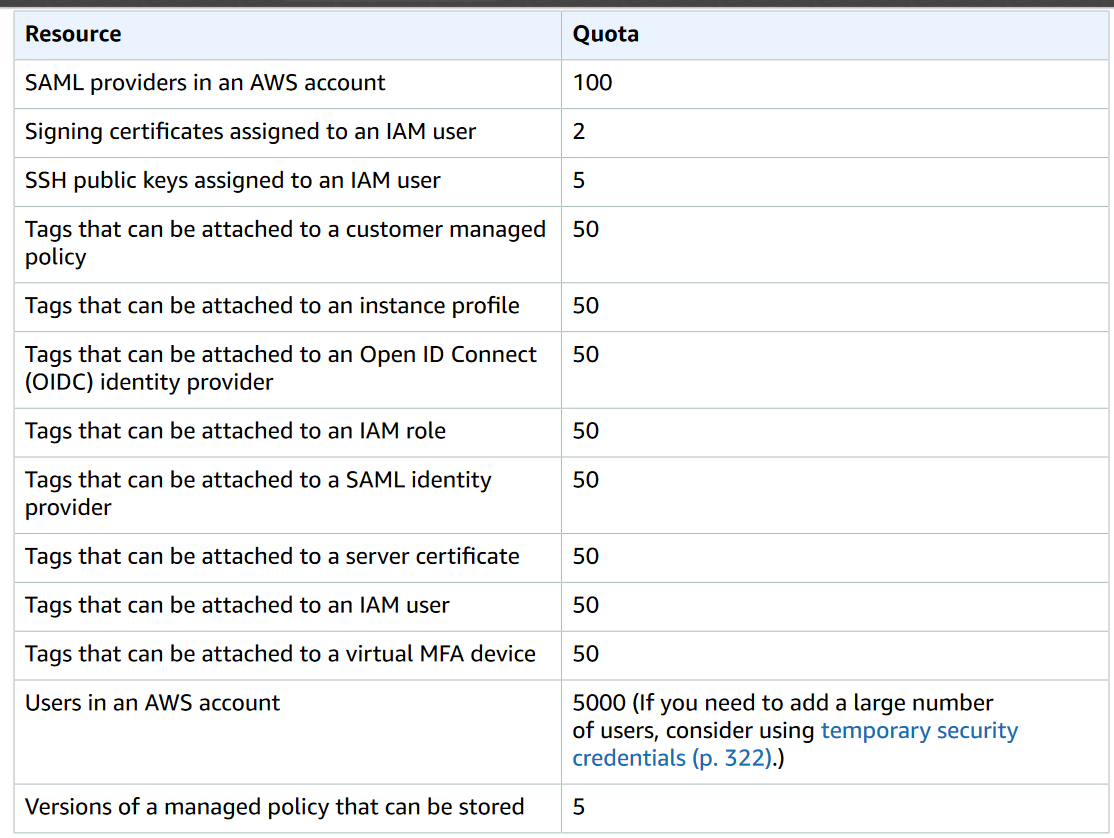 Resource Quota
SAML providers in an AWS account 100
Signing certificates assigned to an IAM user 2
SSH public keys assigned to an IAM user 5
Tags that can be attached to a customer managed 50
policy
Tags that can be attached to an instance profile 50
Tags that can be attached to an Open ID Connect 50
(OIDC) identity provider
Tags that can be attached to an IAM role 50
Tags that can be attached to a SAML identity 50
provider
Tags that can be attached to a server certificate 50
Tags that can be attached to an IAM user 50
Tags that can be attached to a virtual MFA device 50
Users in an AWS account 5000 (If you need to add a large number
of users, consider using temporary security
credentials (p. 322).)
Versions of a managed policy that can be stored 5